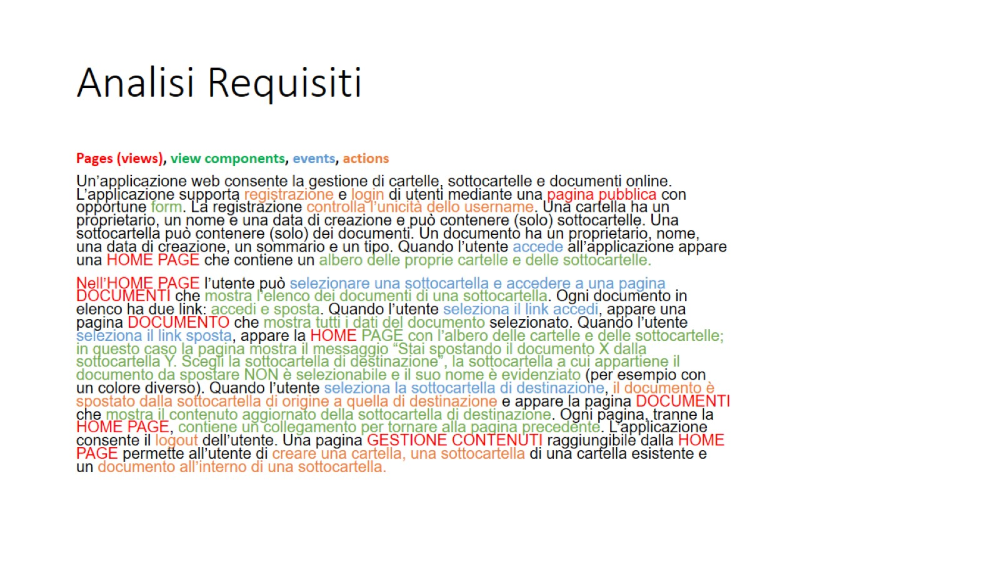 Analisi Requisiti
Pages (views), view components, events, actions
Un’applicazione web consente la gestione di cartelle, sottocartelle e documenti online.
L’applicazione supporta registrazione e login di utenti mediante una pagina pubblica con
opportune form. La registrazione controlla l’unicità dello username. Una cartella ha un
proprietario, un nome e una data di creazione e può contenere (solo) sottocartelle. Una
sottocartella può contenere (solo) dei documenti. Un documento ha un proprietario, nome,
una data di creazione, un sommario e un tipo. Quando l’utente accede all’applicazione appare
una HOME PAGE che contiene un albero delle proprie cartelle e delle sottocartelle.
Nell’HOME PAGE l’utente può selezionare una sottocartella e accedere a una pagina
DOCUMENTI che mostra l’elenco dei documenti di una sottocartella. Ogni documento in
elenco ha due link: accedi e sposta. Quando l’utente seleziona il link accedi, appare una
pagina DOCUMENTO che mostra tutti i dati del documento selezionato. Quando l’utente
seleziona il link sposta, appare la HOME PAGE con l’albero delle cartelle e delle sottocartelle;
in questo caso la pagina mostra il messaggio “Stai spostando il documento X dalla
sottocartella Y. Scegli la sottocartella di destinazione”, la sottocartella a cui appartiene il
documento da spostare NON è selezionabile e il suo nome è evidenziato (per esempio con
un colore diverso). Quando l’utente seleziona la sottocartella di destinazione, il documento è
spostato dalla sottocartella di origine a quella di destinazione e appare la pagina DOCUMENTI
che mostra il contenuto aggiornato della sottocartella di destinazione. Ogni pagina, tranne la
HOME PAGE, contiene un collegamento per tornare alla pagina precedente. L’applicazione
consente il logout dell’utente. Una pagina GESTIONE CONTENUTI raggiungibile dalla HOME
PAGE permette all’utente di creare una cartella, una sottocartella di una cartella esistente e
un documento all’interno di una sottocartella.